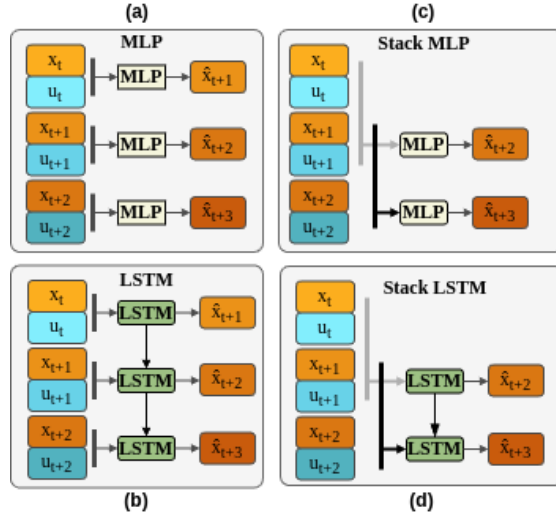 (a)
MLP
x_t
u_t
MLP
x̂_{t+1}
x_{t+1}
u_{t+1}
MLP
x̂_{t+2}
x_{t+2}
u_{t+2}
MLP
x̂_{t+3}
(c)
Stack MLP
x_t
u_t
x_{t+1}
u_{t+1}
MLP
x̂_{t+2}
x_{t+2}
u_{t+2}
MLP
x̂_{t+3}
LSTM
x_t
u_t
LSTM
x̂_{t+1}
x_{t+1}
u_{t+1}
LSTM
x̂_{t+2}
x_{t+2}
u_{t+2}
LSTM
x̂_{t+3}
(b)
Stack LSTM
x_t
u_t
x_{t+1}
u_{t+1}
LSTM
x̂_{t+2}
x_{t+2}
u_{t+2}
LSTM
x̂_{t+3}
(d)